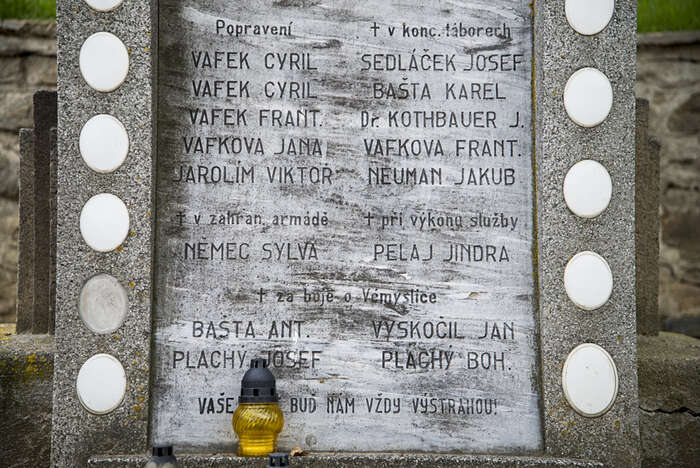 Popravení
VAFEK CYRIL
VAFEK CYRIL
VAFEK FRANT.
VAFKOVA JANA
JAROLÍM VIKTOR
† v konc. táborech
SEDLÁČEK JOSEF
BAŠTA KAREL
Dr. KOTHBAUER J.
VAFKOVA FRANT.
NEUMAN JAKUB
† v zahran. armádě
NĚMEC SYLVA
† při výkonu služby
PELAJ JINDRA
† za boje o Vémyslice
BAŠTA ANT.
PLACHÝ JOSEF
VYSKOČIL JAN
PLACHÝ BOH.
VAŠE BUĎ NÁM VŽDY VÝSTRAHOU!